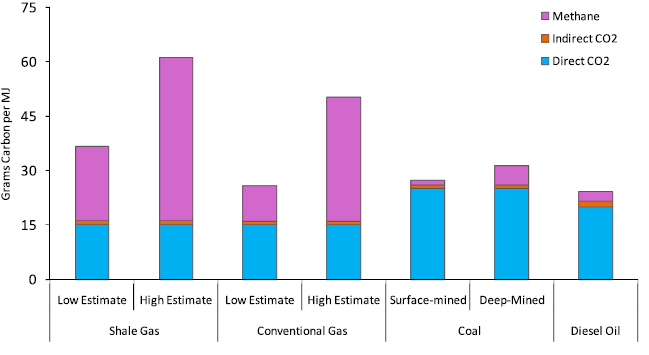 75
60
45
30
15
0
Grams Carbon per MJ
Methane
Indirect CO2
Direct CO2
Low Estimate High Estimate Low Estimate High Estimate Surface-mined Deep-Mined
Shale Gas Conventional Gas Coal Diesel Oil